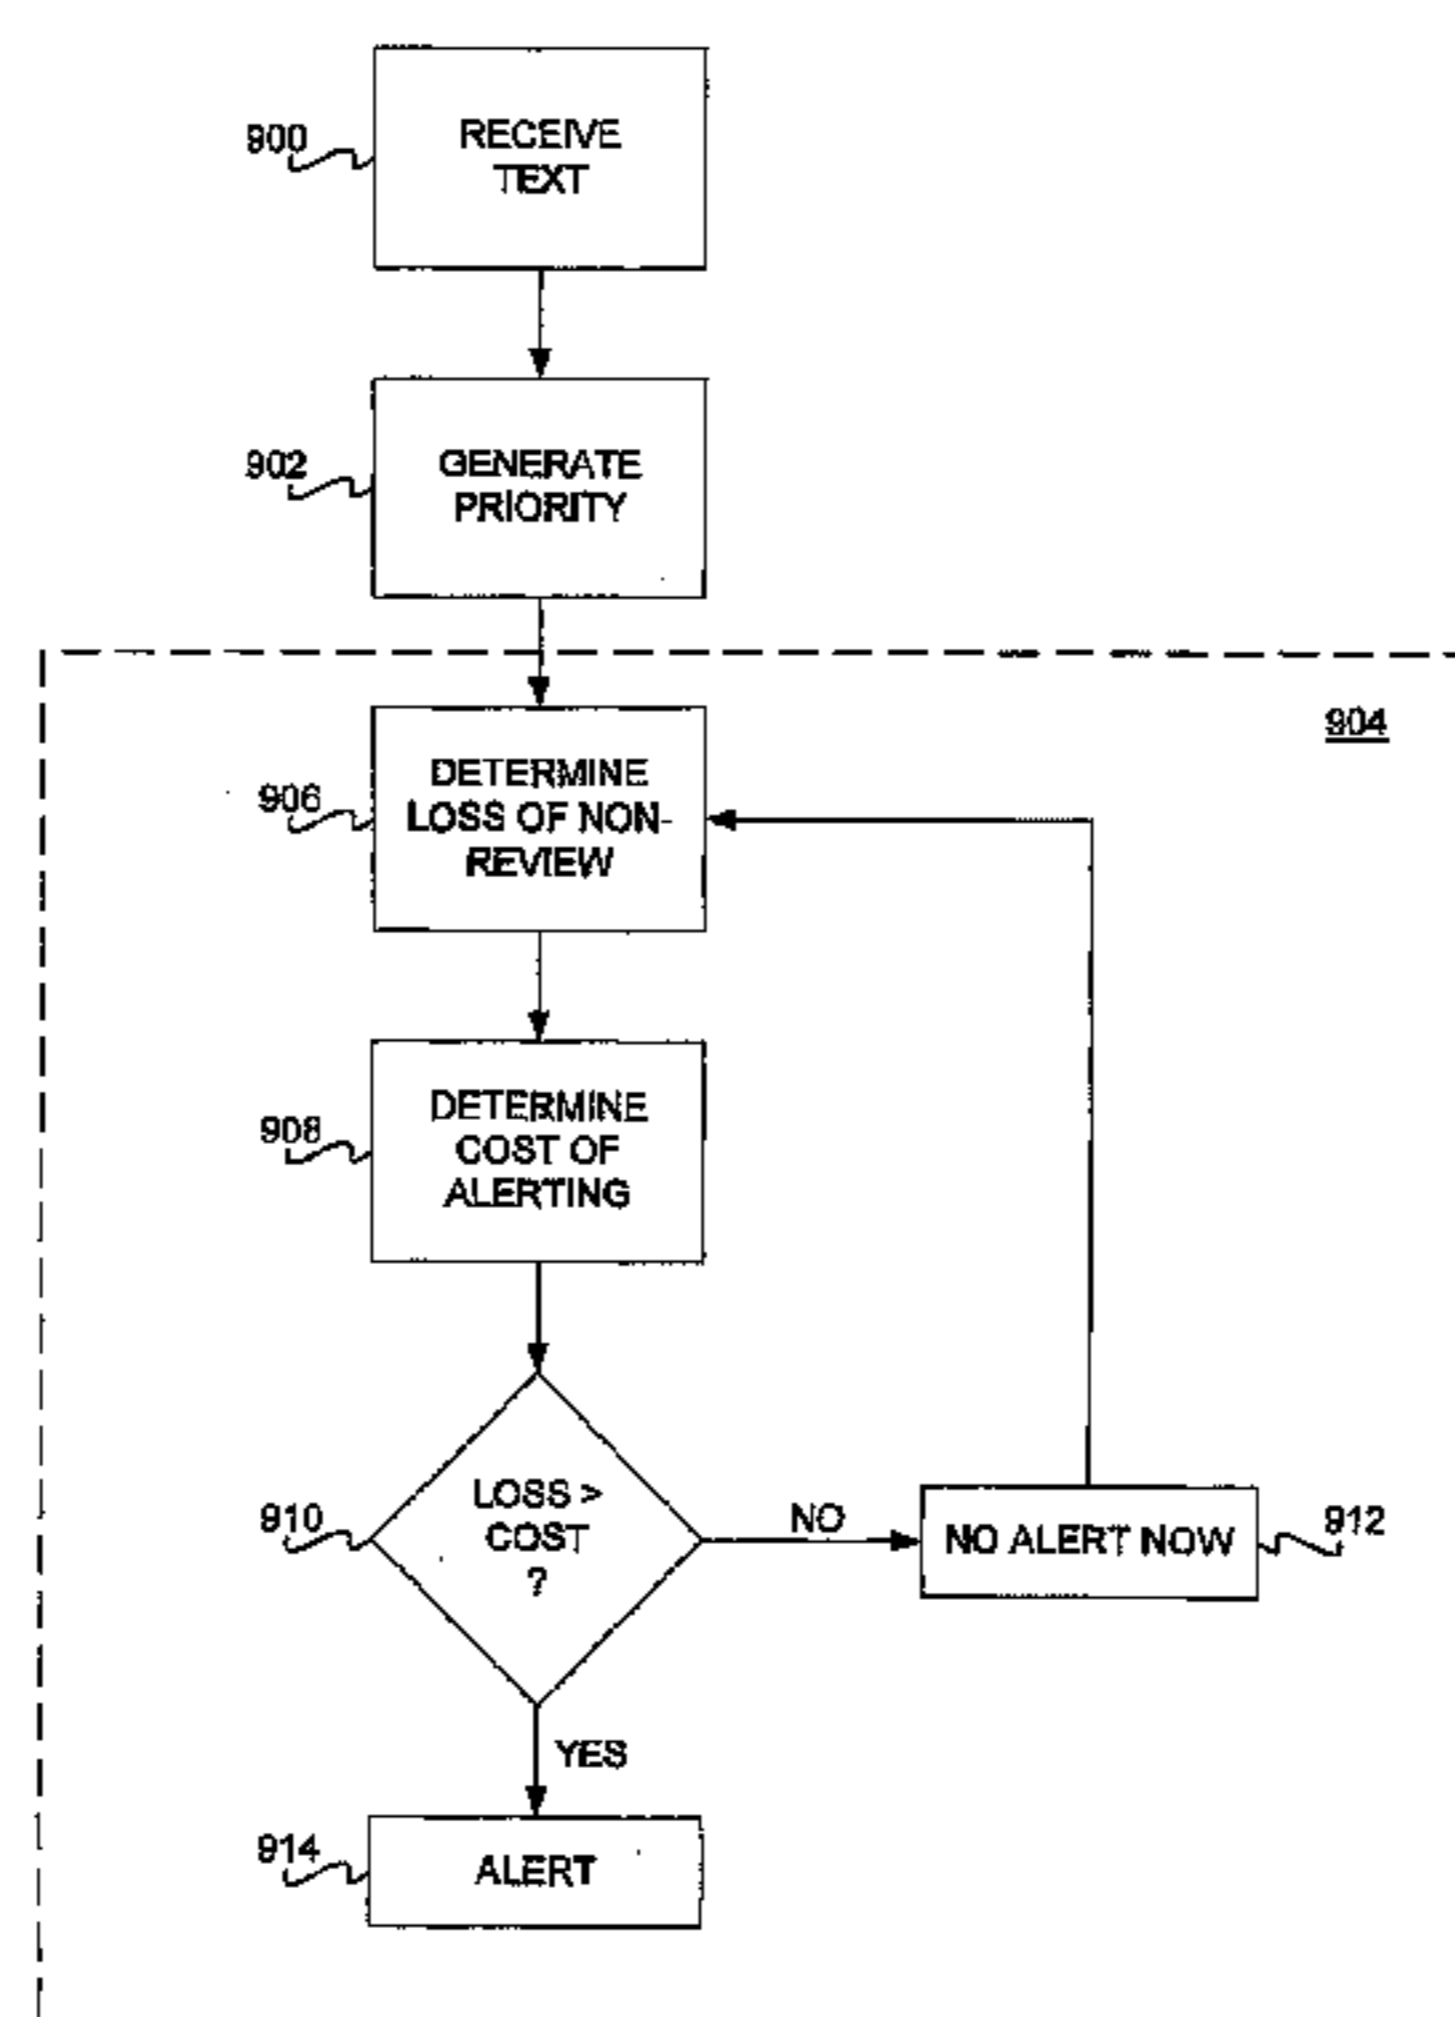 900
RECEIVE
TEXT
902
GENERATE
PRIORITY
904
906
DETERMINE
LOSS OF NON-
REVIEW
908
DETERMINE
COST OF
ALERTING
910
LOSS >
COST
?
NO
NO ALERT NOW
912
YES
914
ALERT